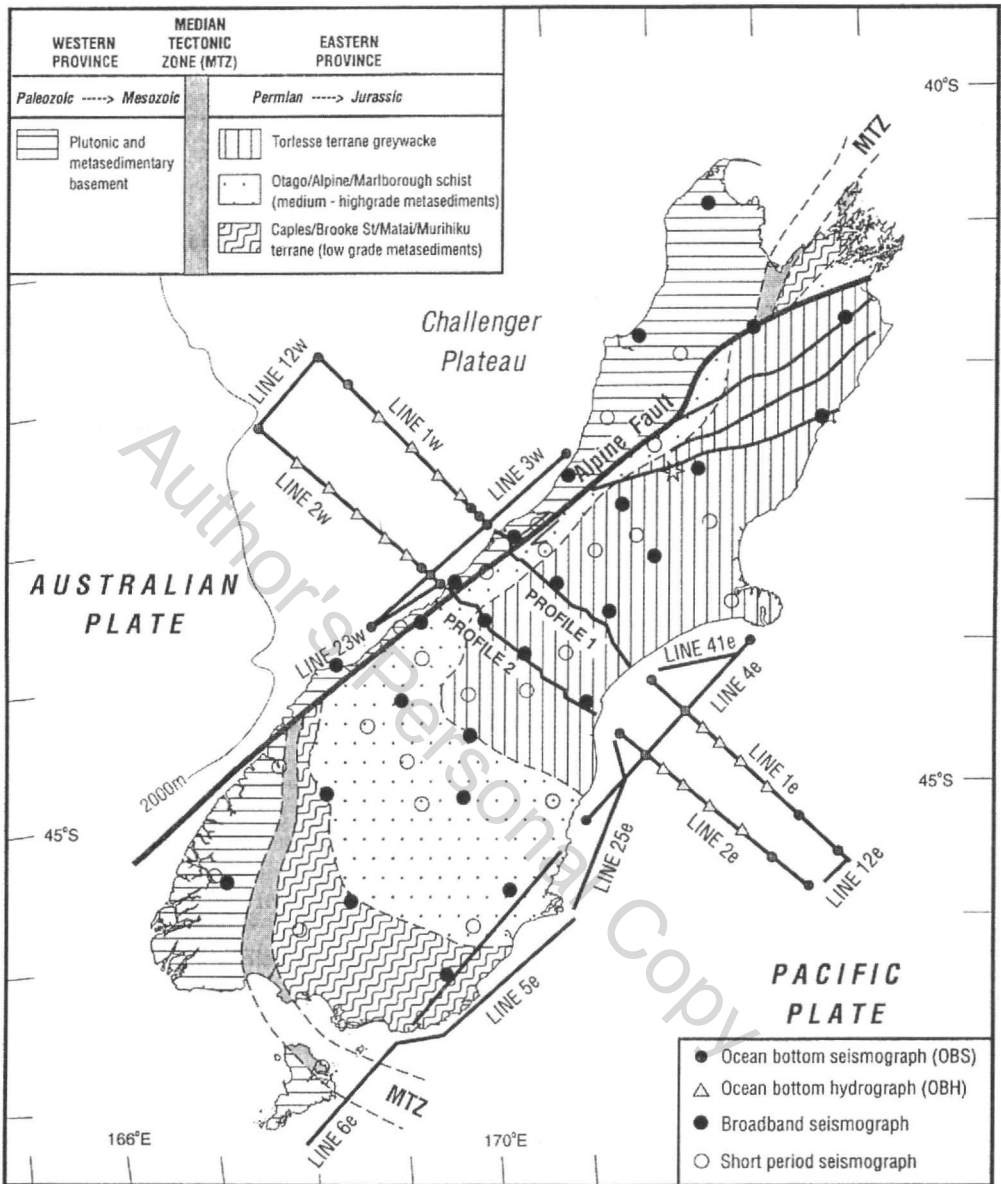 WESTERN
PROVINCE
MEDIAN
TECTONIC
ZONE (MTZ)
EASTERN
PROVINCE
Paleozoic -----> Mesozoic
Permian ----> Jurassic
Plutonic and
metasedimentary
basement
Torlesse terrane greywacke
Otago/Alpine/Marlborough schist
(medium - highgrade metasediments)
Caples/Brooke St/Matai/Murihiku
terrane (low grade metasediments)
40°S
MTZ
Challenger
Plateau
LINE 12w
LINE 1w
LINE 2w
LINE 3w
Alpine Fault
AUSTRALIAN
PLATE
LINE 23w
PROFILE 1
PROFILE 2
LINE 41e
LINE 4e
2000m
LINE 1e
45°S
45°S
LINE 25e
LINE 2e
LINE 12e
PACIFIC
PLATE
LINE 5e
MTZ
LINE 6e
166°E
170°E
Ocean bottom seismograph (OBS)
Ocean bottom hydrograph (OBH)
Broadband seismograph
Short period seismograph
Author's Personal Copy